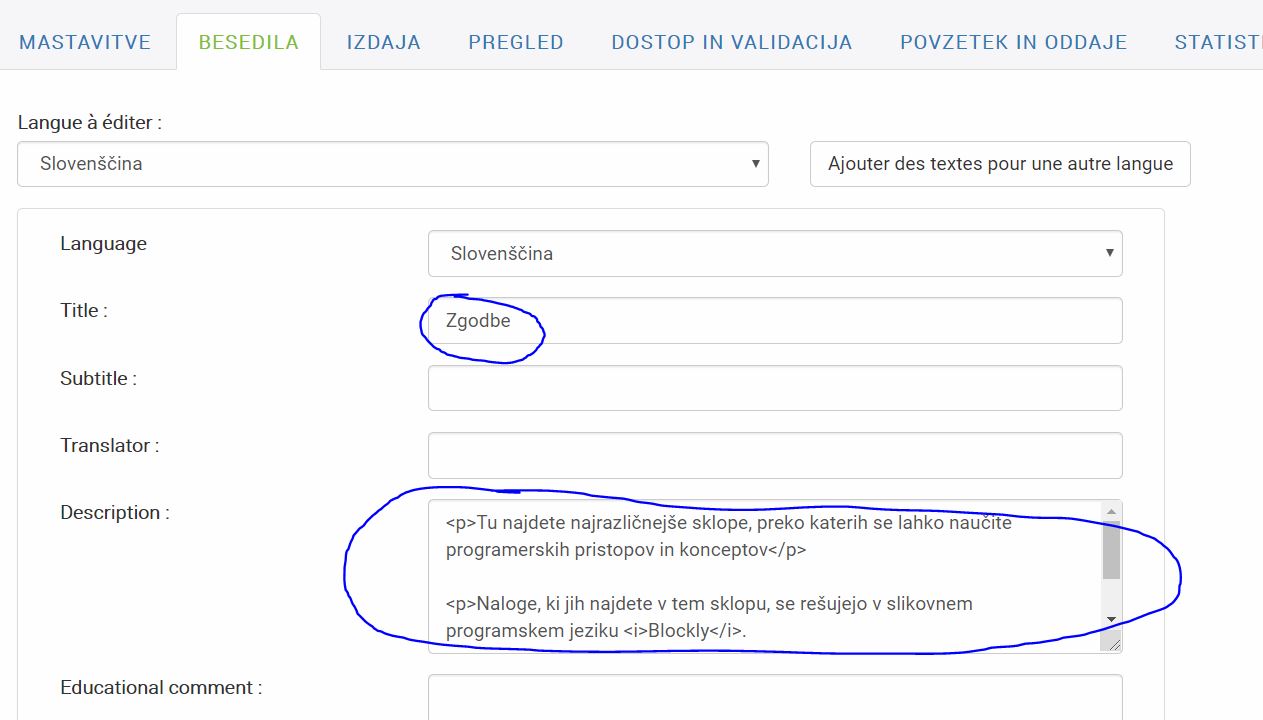 MASTAVITVE BESEDILA IZDAJA PREGLED DOSTOP IN VALIDACIJA POVZETEK IN ODDAJE STATIST
Langue à éditer :
Slovenščina Ajouter des textes pour une autre langue
Language Slovenščina
Title : Zgodbe
Subtitle :
Translator :
Description : <p>Tu najdete najrazličnejše sklope, preko katerih se lahko naučite
programerskih pristopov in konceptov</p>
<p>Naloge, ki jih najdete v tem sklopu, se rešujejo v slikovnem
programskem jeziku <i>Blockly</i>.
Educational comment :